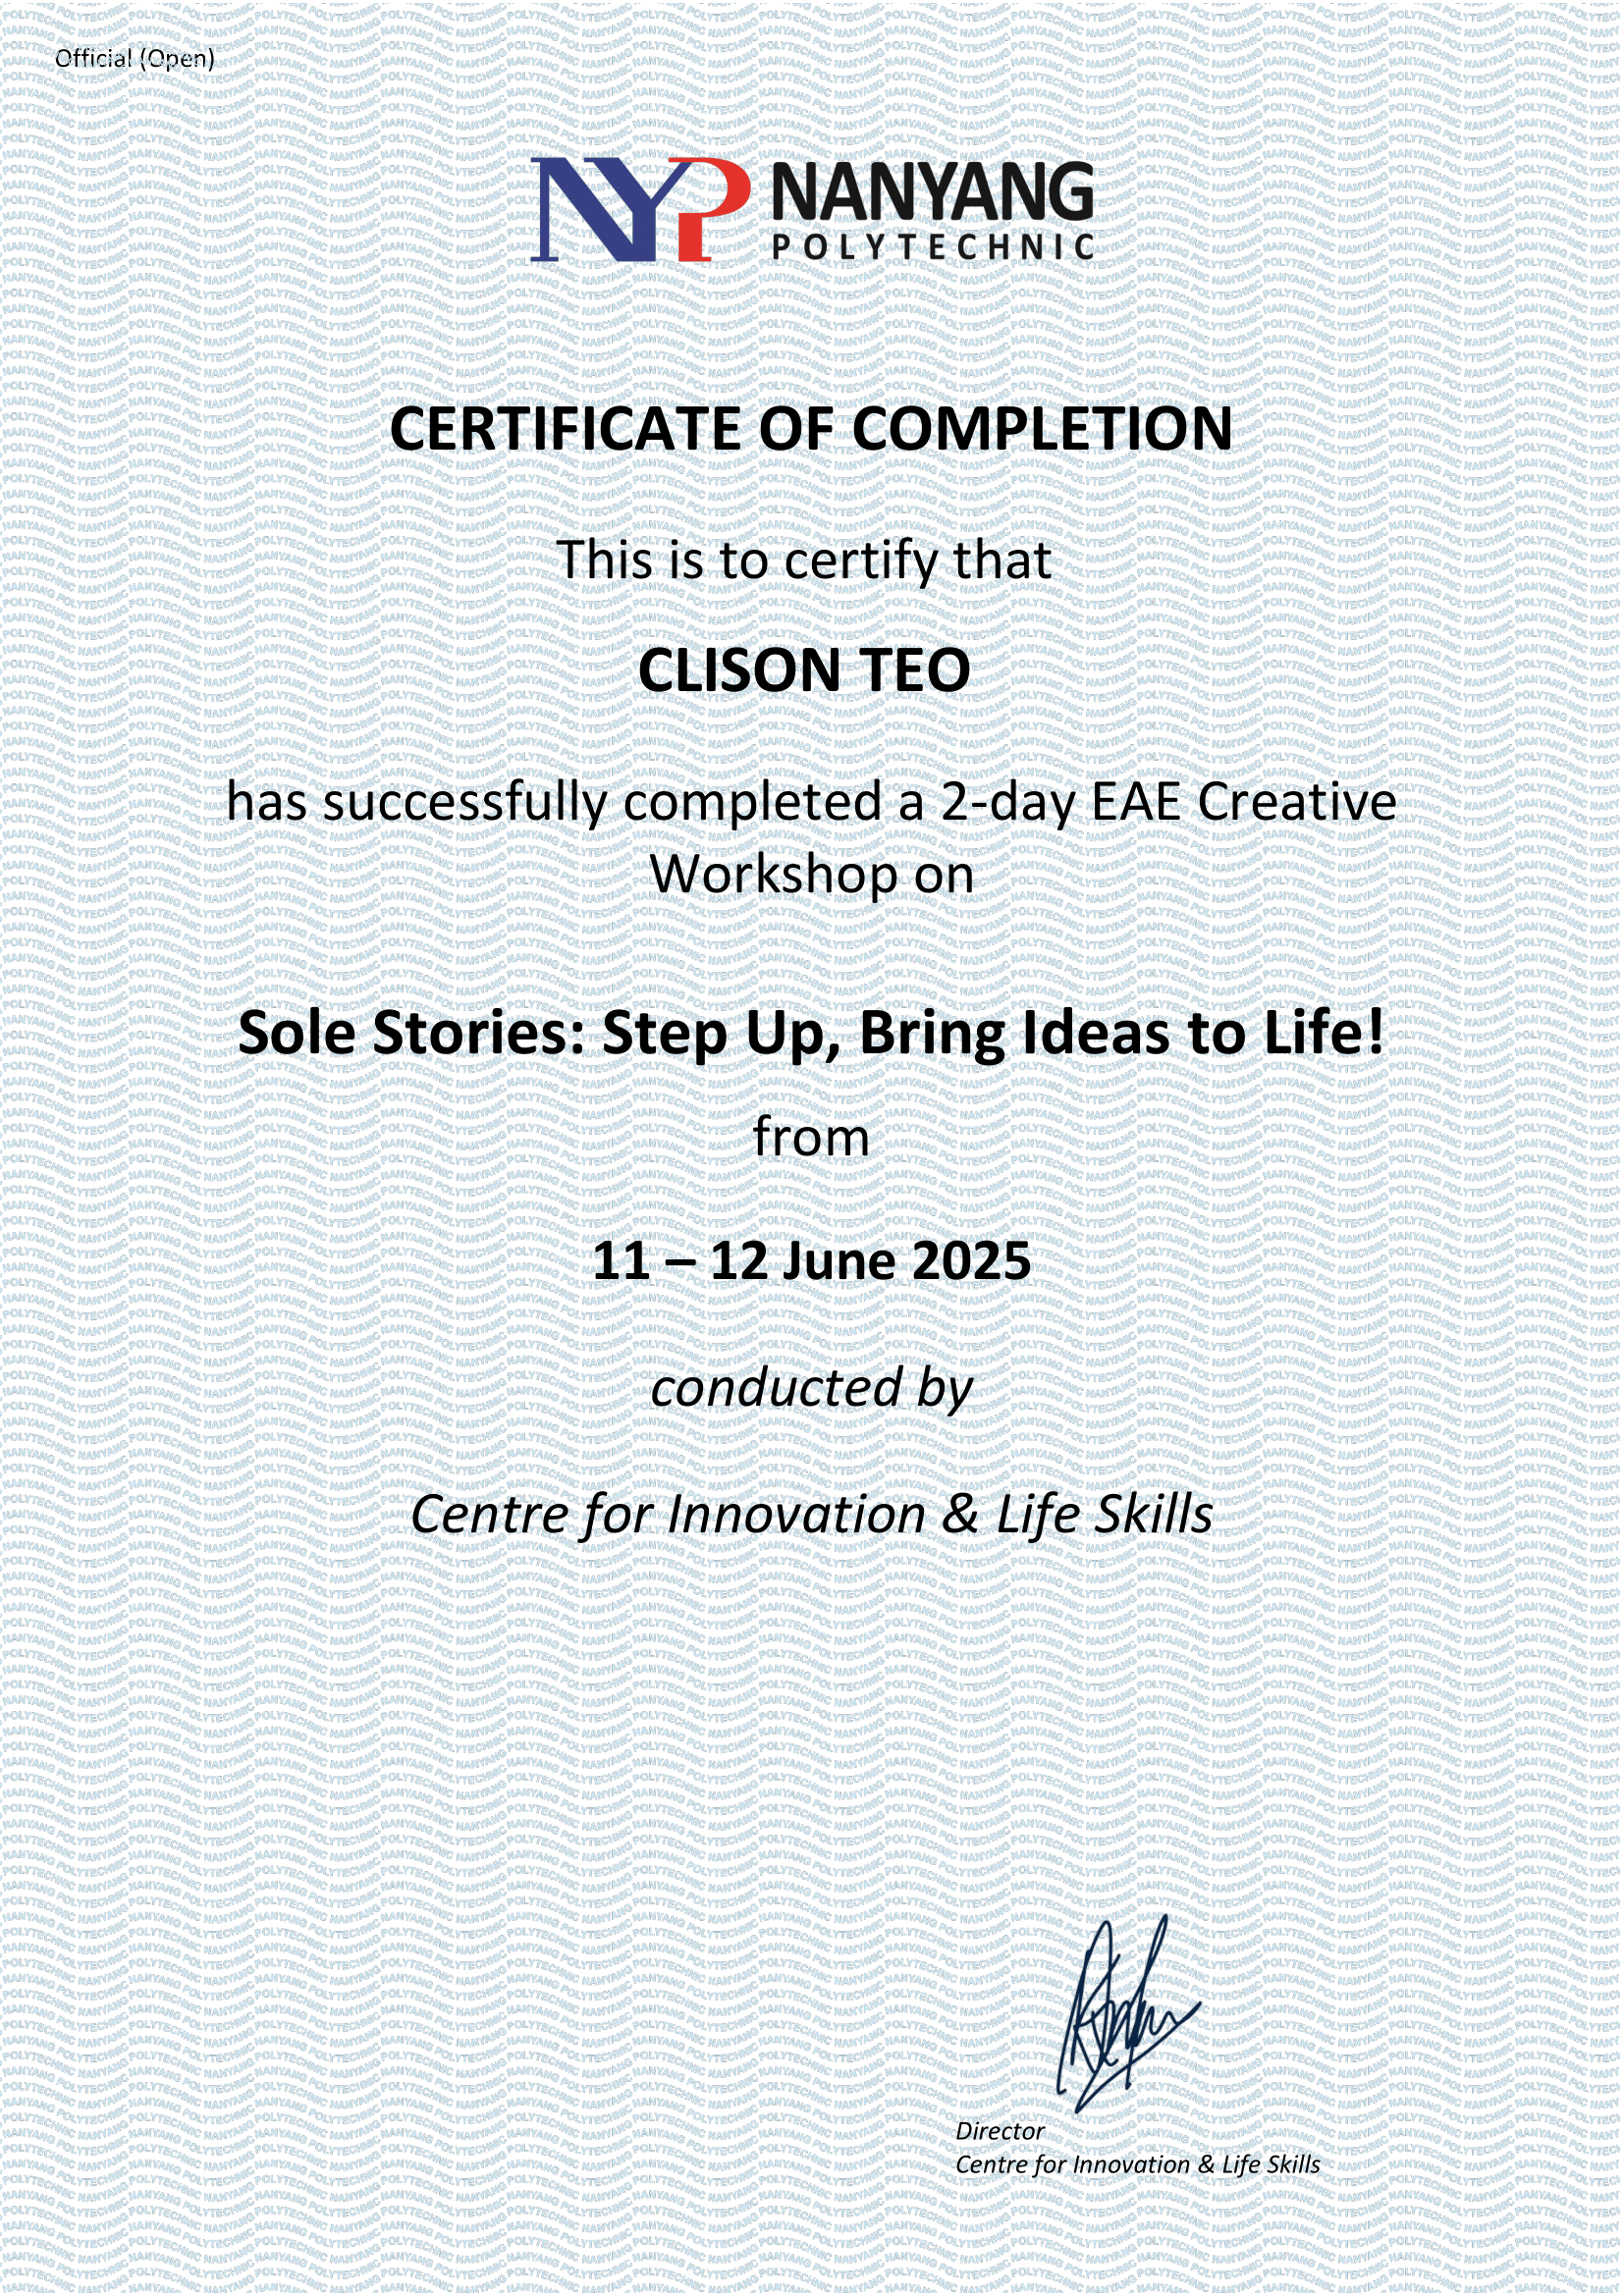 Official (Open)
NYP NANYANG
POLYTECHNIC
CERTIFICATE OF COMPLETION
This is to certify that
CLISON TEO
has successfully completed a 2-day EAE Creative
Workshop on
Sole Stories: Step Up, Bring Ideas to Life!
from
11 – 12 June 2025
conducted by
Centre for Innovation & Life Skills
Director
Centre for Innovation & Life Skills